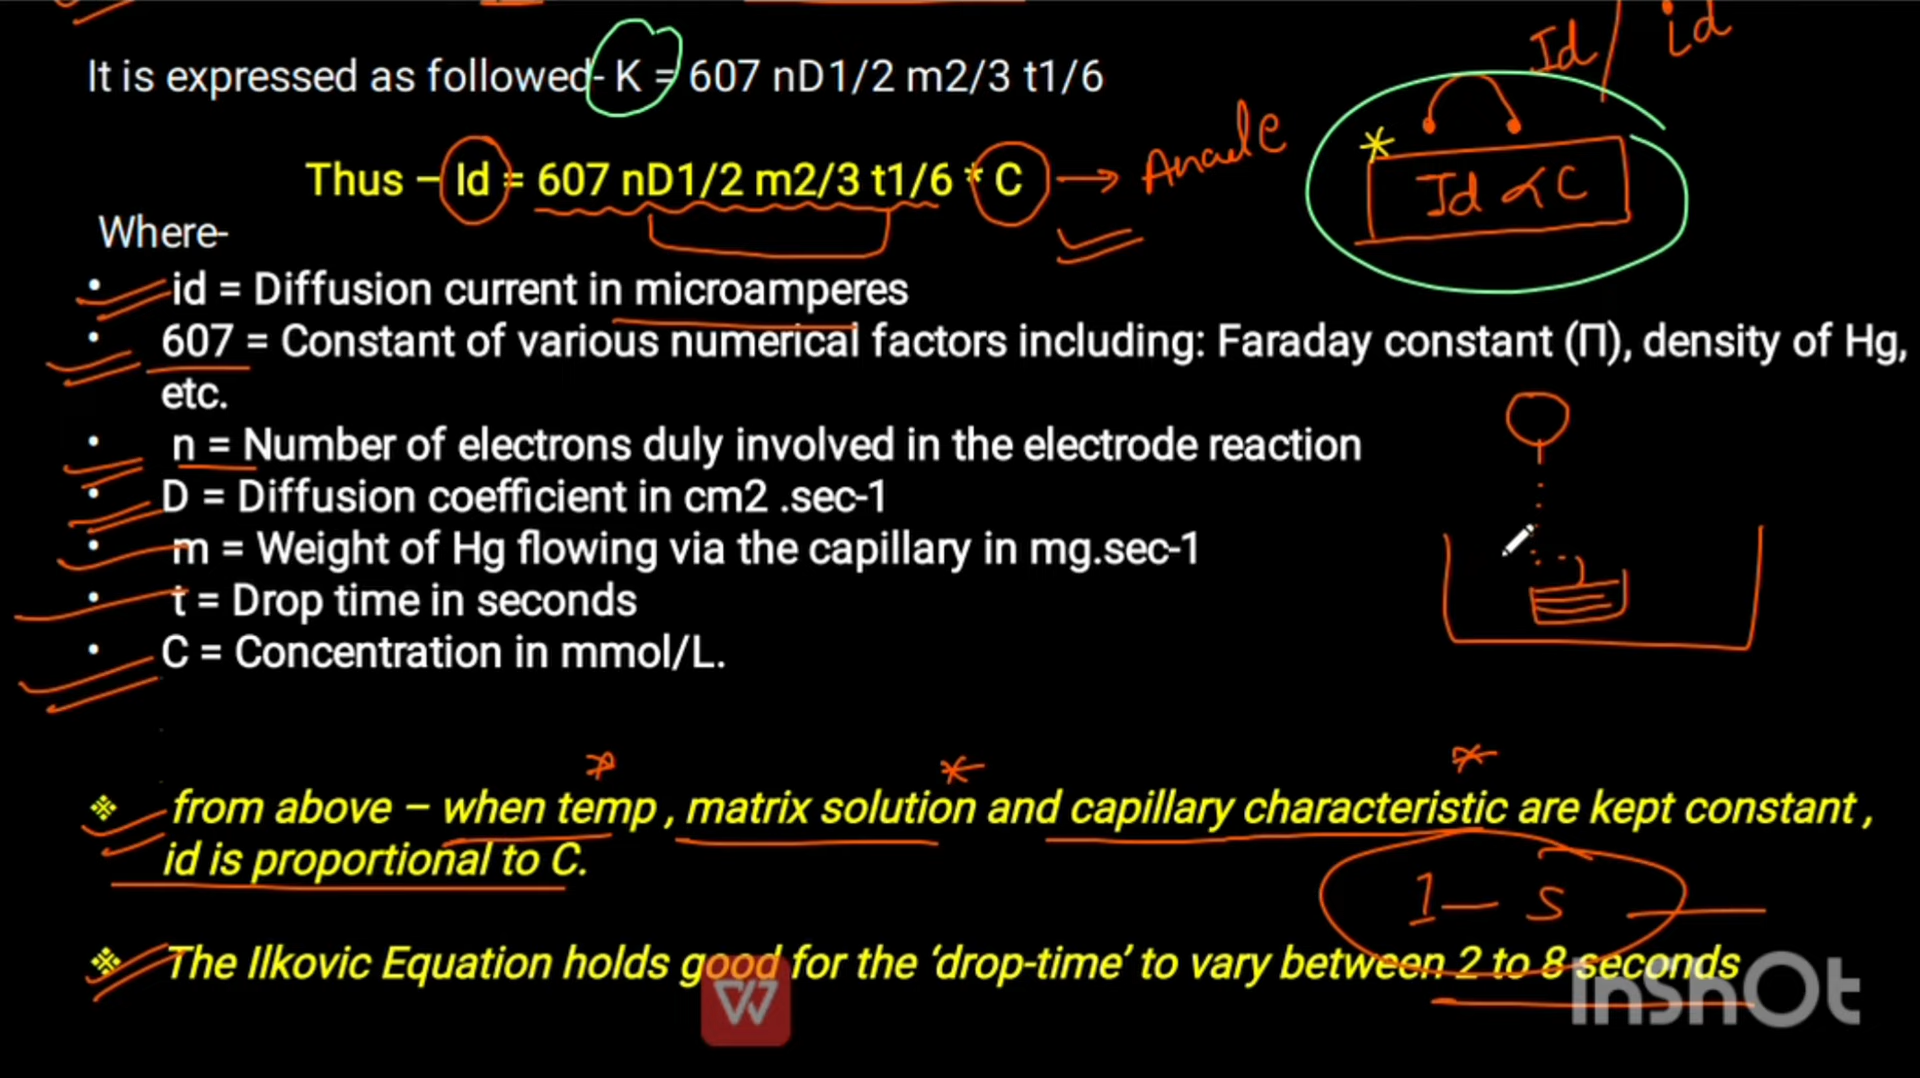 Id / id
It is expressed as followed- K = 607 nD1/2 m2/3 t1/6
Thus – Id = 607 nD1/2 m2/3 t1/6 * C →
* Id ∝ C
Where-
• id = Diffusion current in microamperes
• 607 = Constant of various numerical factors including: Faraday constant (Π), density of Hg,
etc.
• n = Number of electrons duly involved in the electrode reaction
• D = Diffusion coefficient in cm2 .sec-1
• m = Weight of Hg flowing via the capillary in mg.sec-1
• t = Drop time in seconds
• C = Concentration in mmol/L.
* * *
from above – when temp , matrix solution and capillary characteristic are kept constant ,
id is proportional to C.
1 – 5
The Ilkovic Equation holds good for the ‘drop-time’ to vary between 2 to 8 seconds
W
InShOt